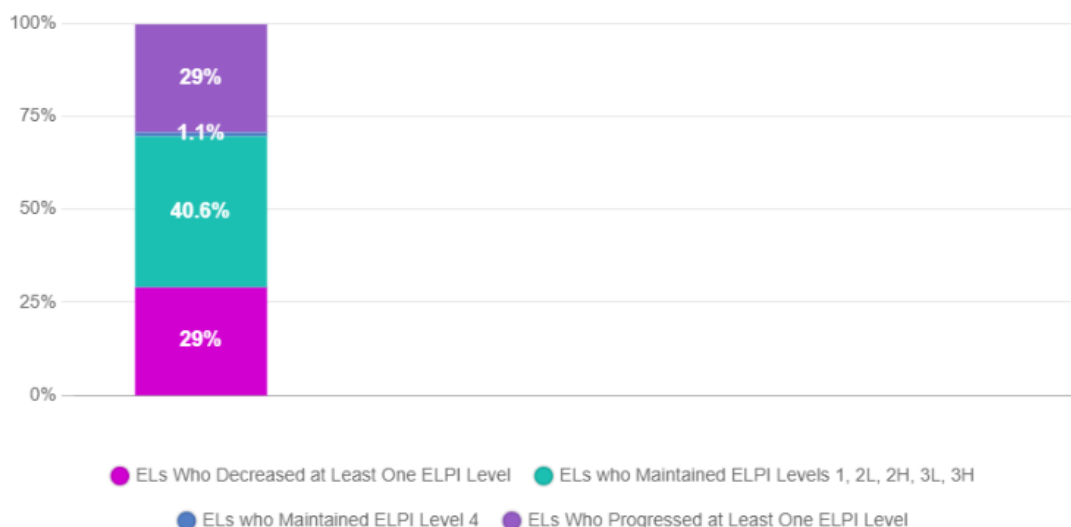 100%
29%
75%
1.1%
50%
40.6%
25%
29%
0%
ELs Who Decreased at Least One ELPI Level
ELs who Maintained ELPI Levels 1, 2L, 2H, 3L, 3H
ELs who Maintained ELPI Level 4
ELs Who Progressed at Least One ELPI Level